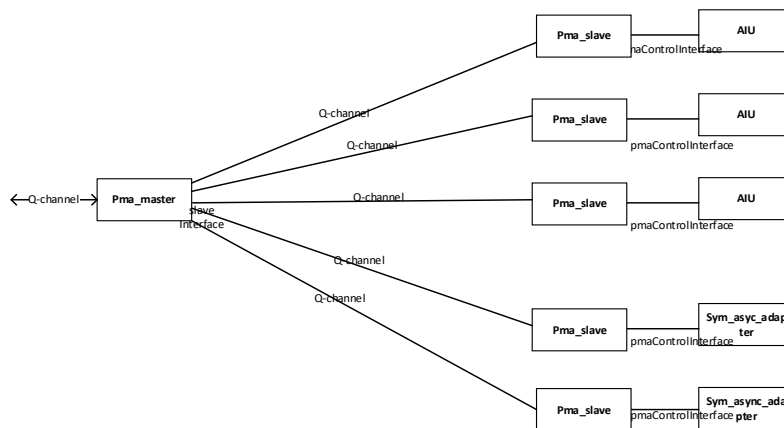 Pma_slave
AIU
maControlInterface
Q-channel
Pma_slave
AIU
Q-channel
pmaControlInterface
Q-channel
Pma_master
Q-channel
Pma_slave
AIU
slave
Interface
pmaControlInterface
Q-channel
Q-channel
Pma_slave
Sym_asyc_adap
ter
pmaControlInterface
Pma_slave
Sym_async_ada
pter
pmaControlInterface